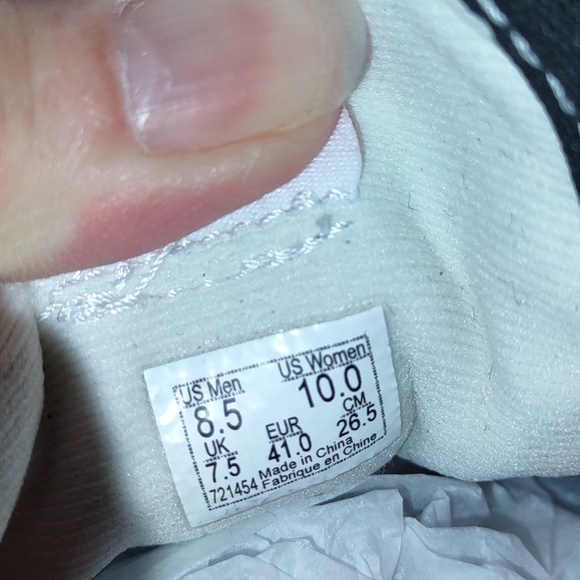 US Men US Women
8.5 10.0
UK EUR CM
7.5 41.0 26.5
Made in China
721454 Fabrique en Chine